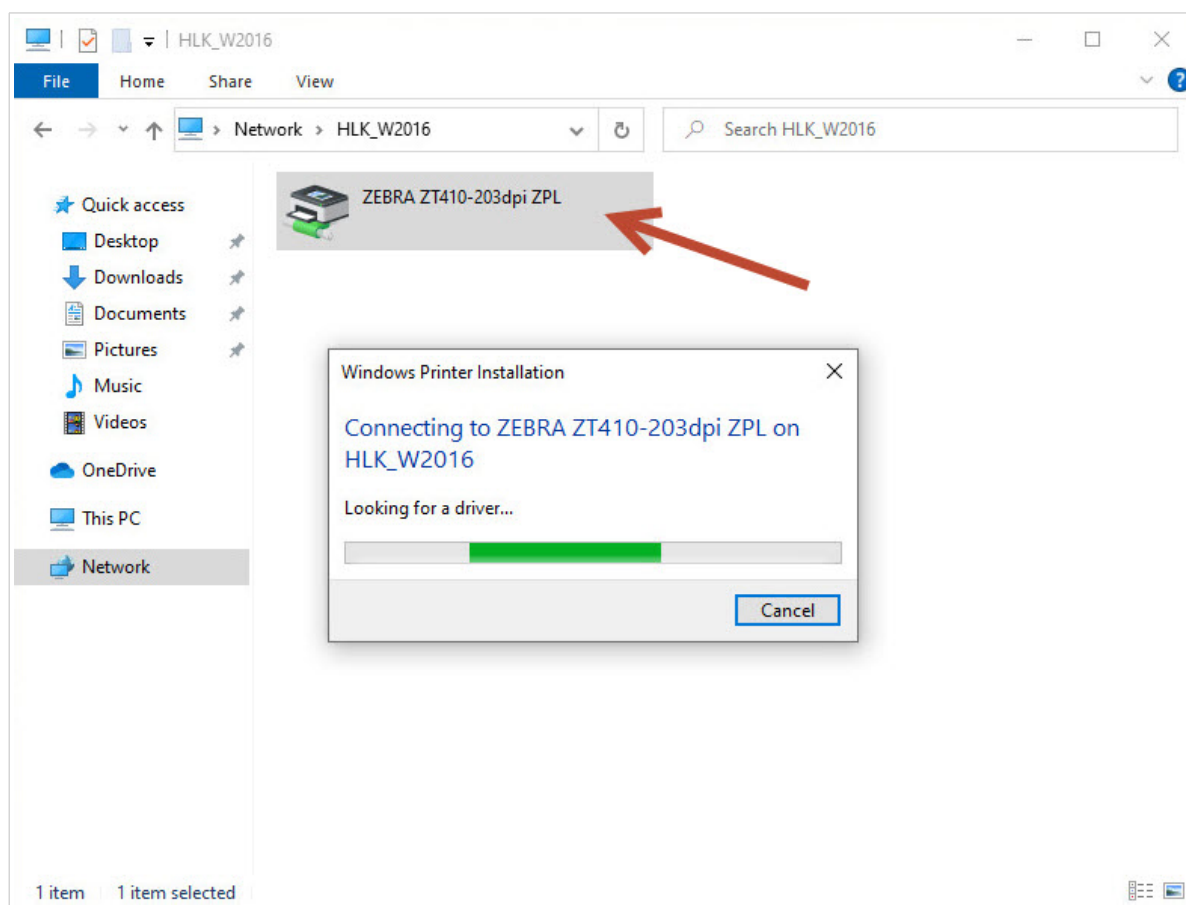 HLK_W2016
File Home Share View
Network > HLK_W2016
Search HLK_W2016
Quick access
Desktop
Downloads
Documents
Pictures
Music
Videos
OneDrive
This PC
Network
ZEBRA ZT410-203dpi ZPL
Windows Printer Installation
Connecting to ZEBRA ZT410-203dpi ZPL on
HLK_W2016
Looking for a driver...
Cancel
1 item 1 item selected